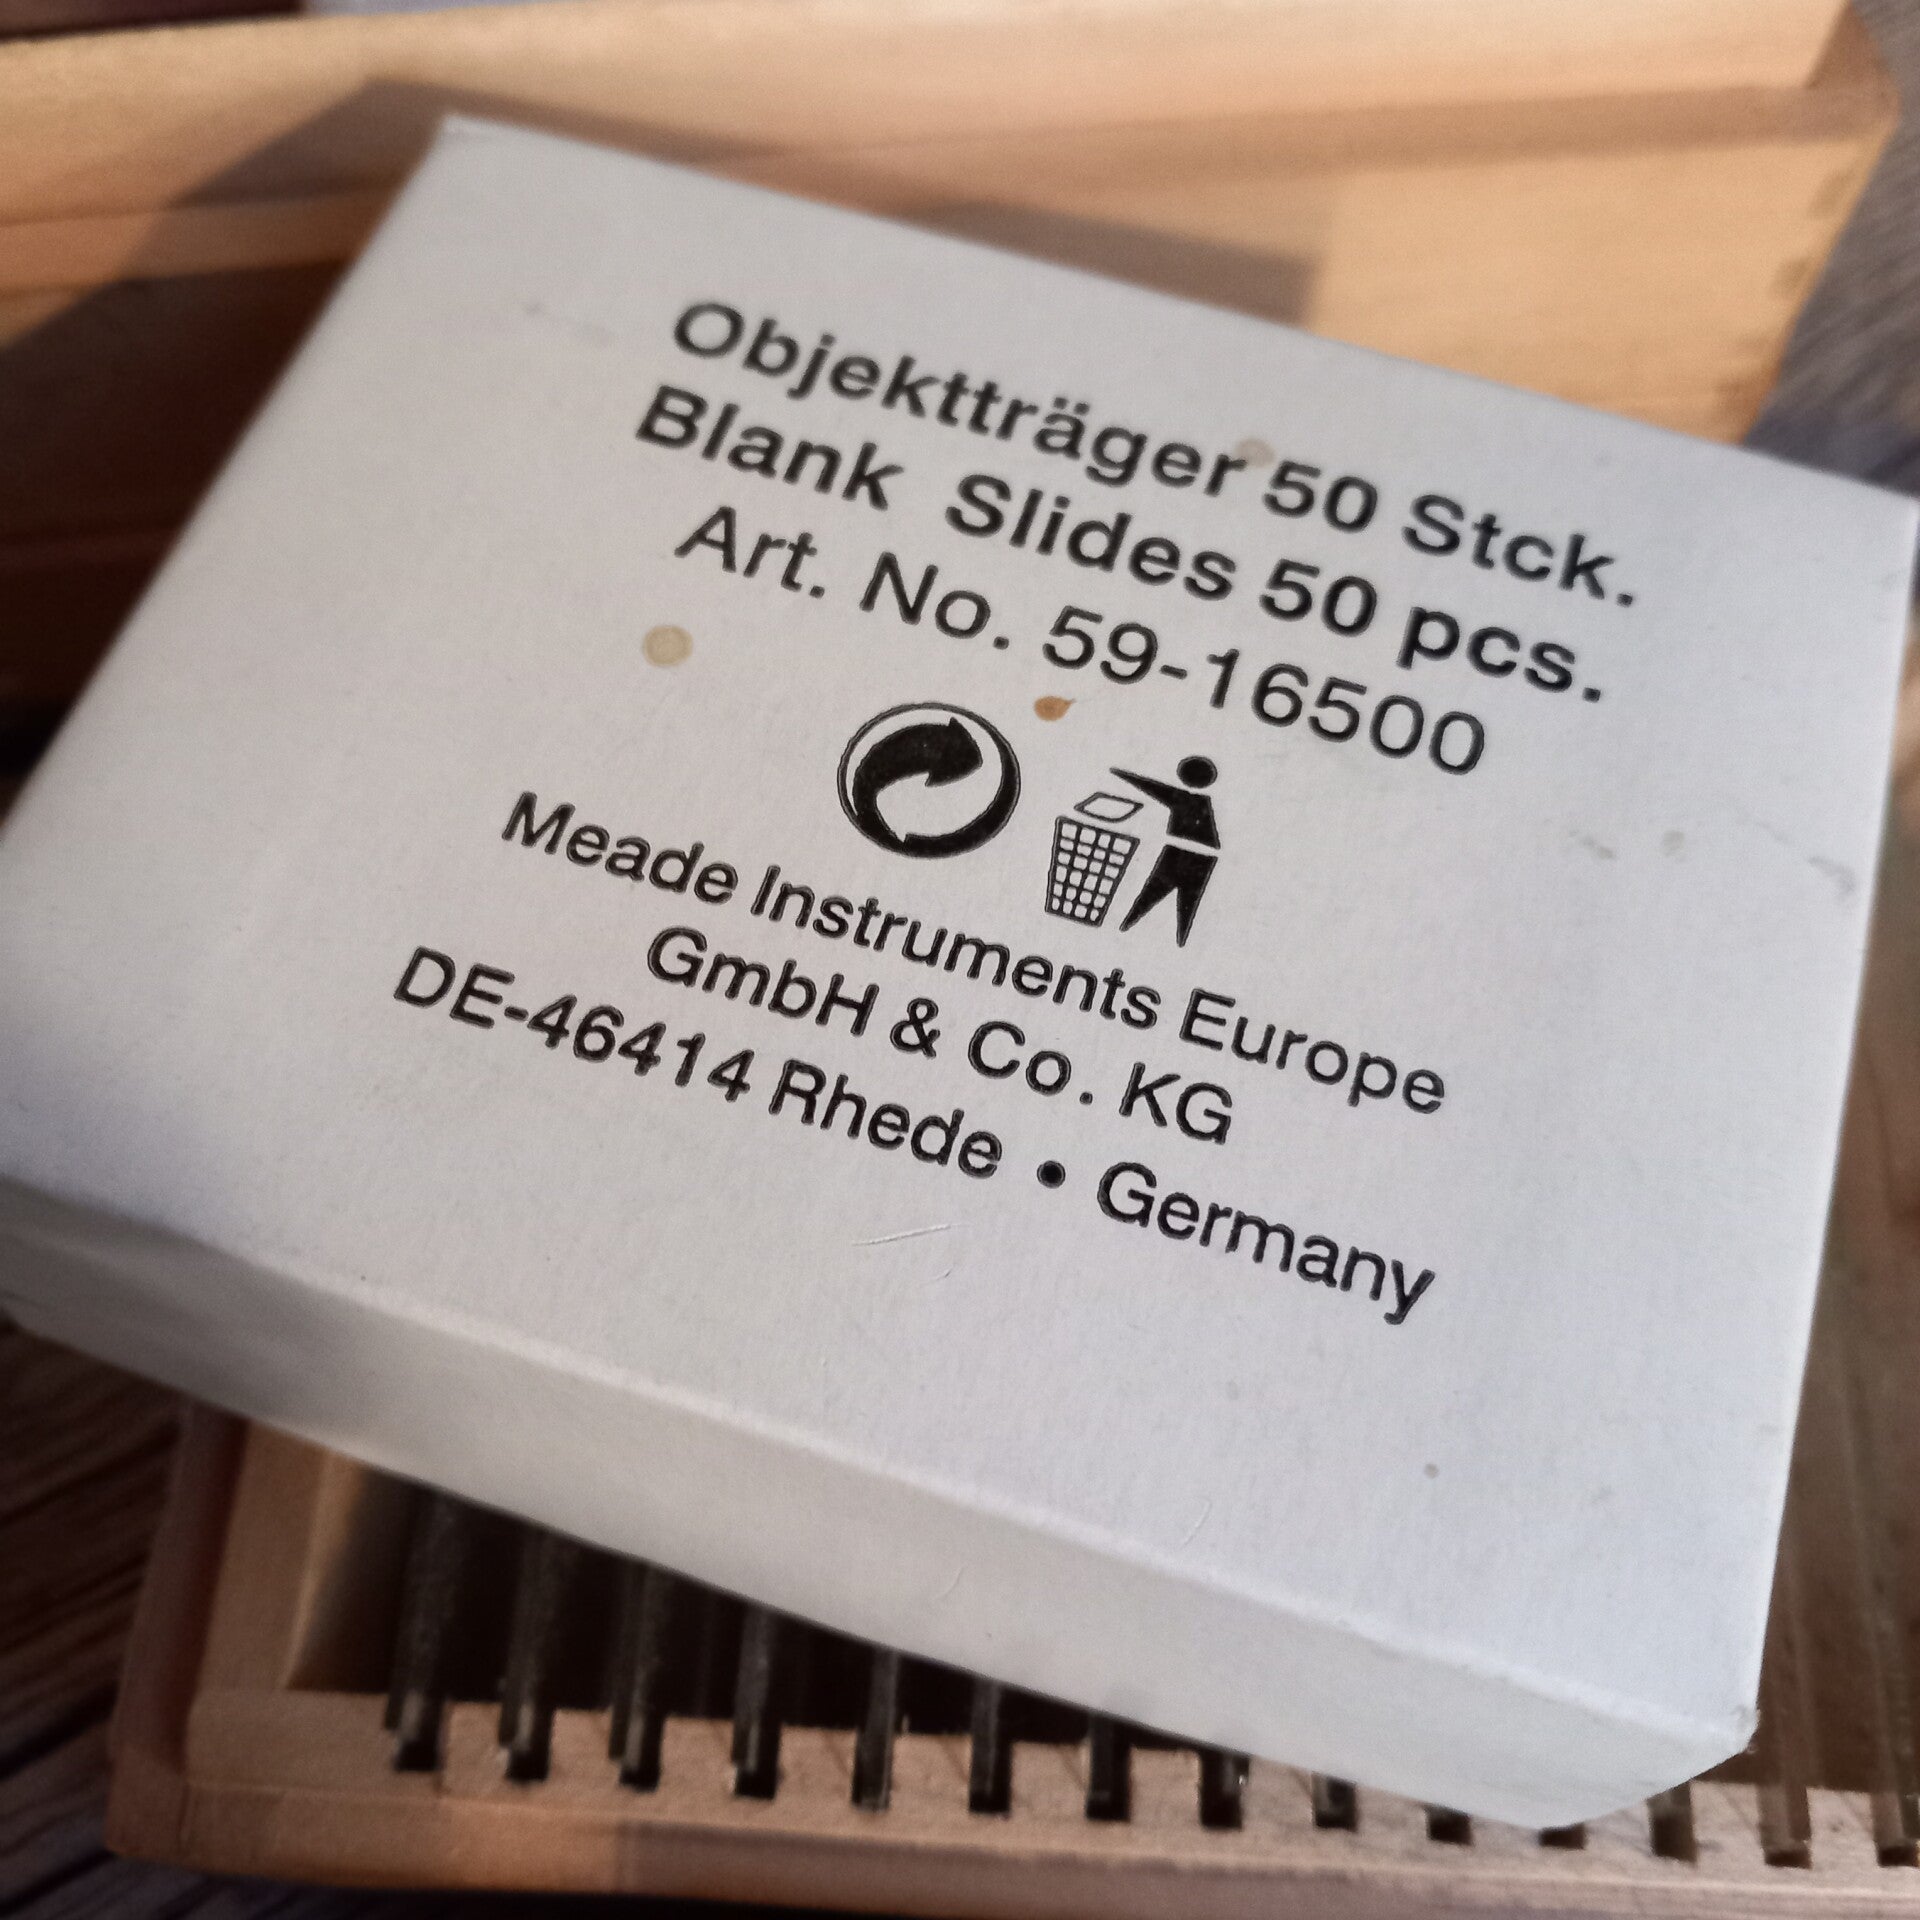 Objektträger 50 Stck.
Blank Slides 50 pcs.
Art. No. 59-16500
Meade Instruments Europe
GmbH & Co. KG
DE-46414 Rhede • Germany